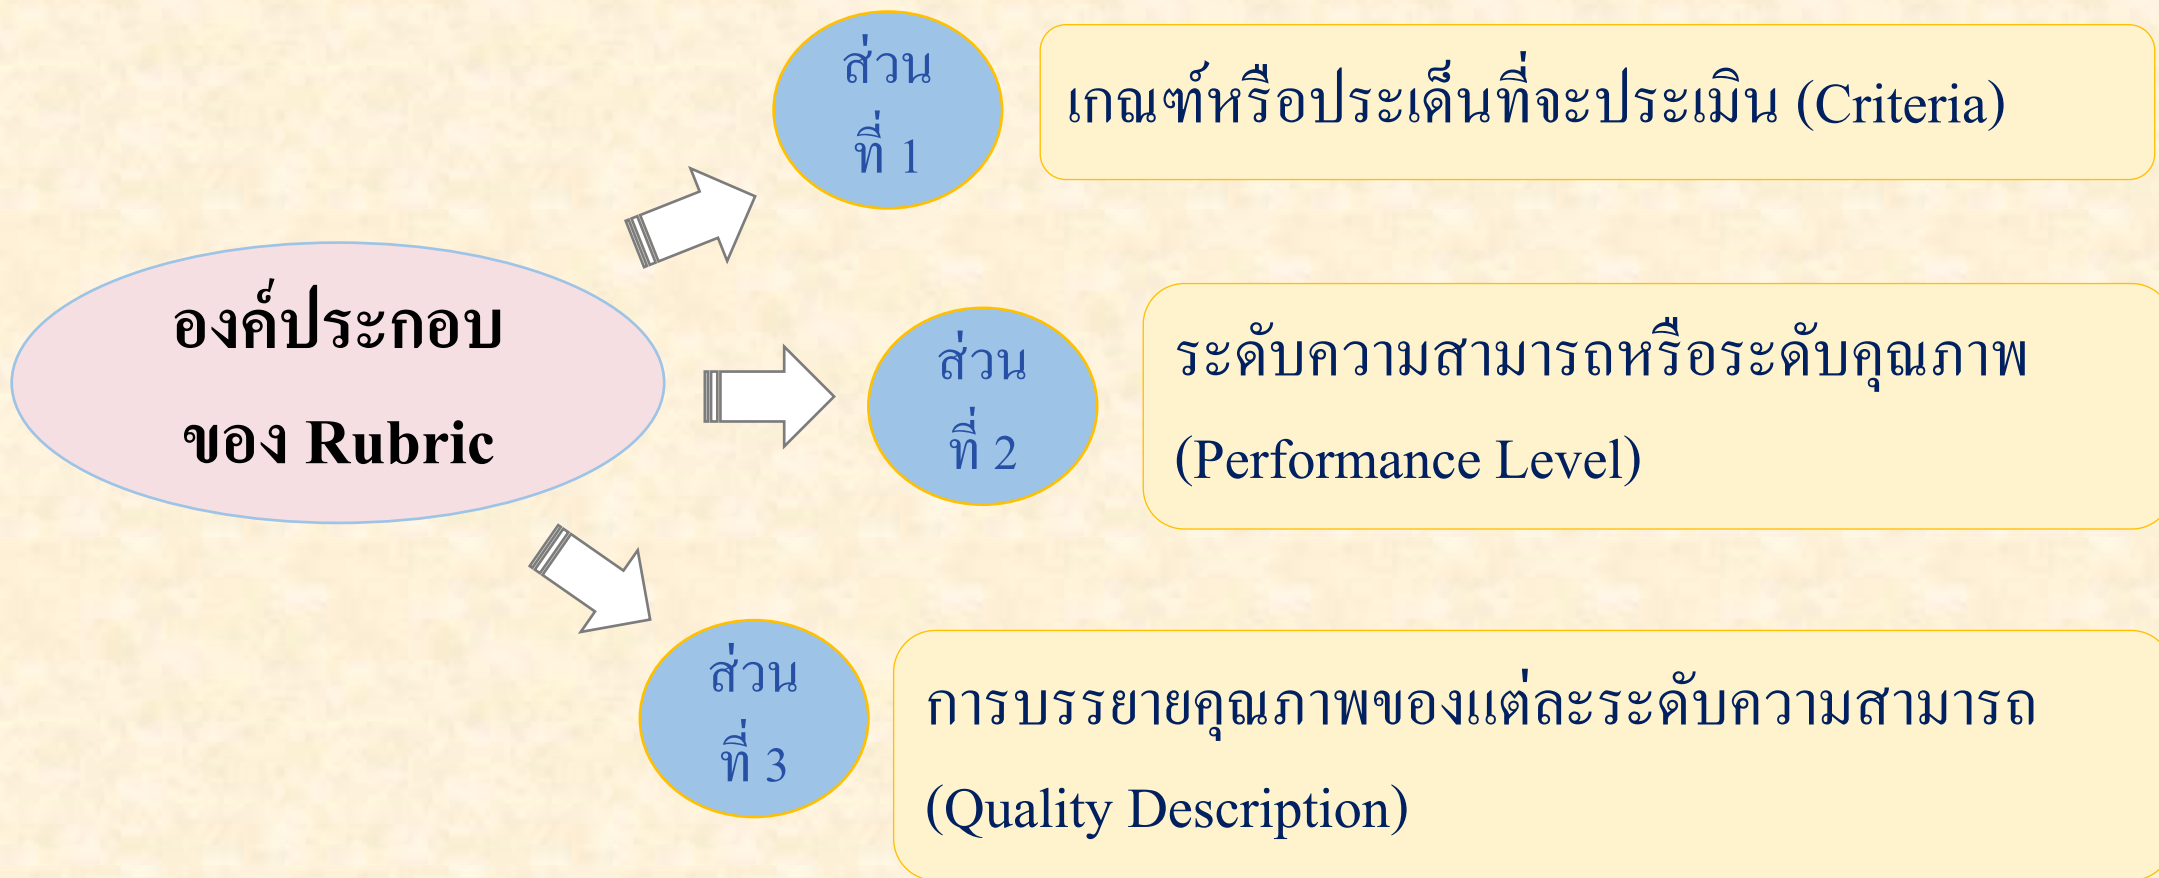 องค์ประกอบ
ของ Rubric
ส่วน
ที่ 1
เกณฑ์หรือประเด็นที่จะประเมิน (Criteria)
ส่วน
ที่ 2
ระดับความสามารถหรือระดับคุณภาพ
(Performance Level)
ส่วน
ที่ 3
การบรรยายคุณภาพของแต่ละระดับความสามารถ
(Quality Description)